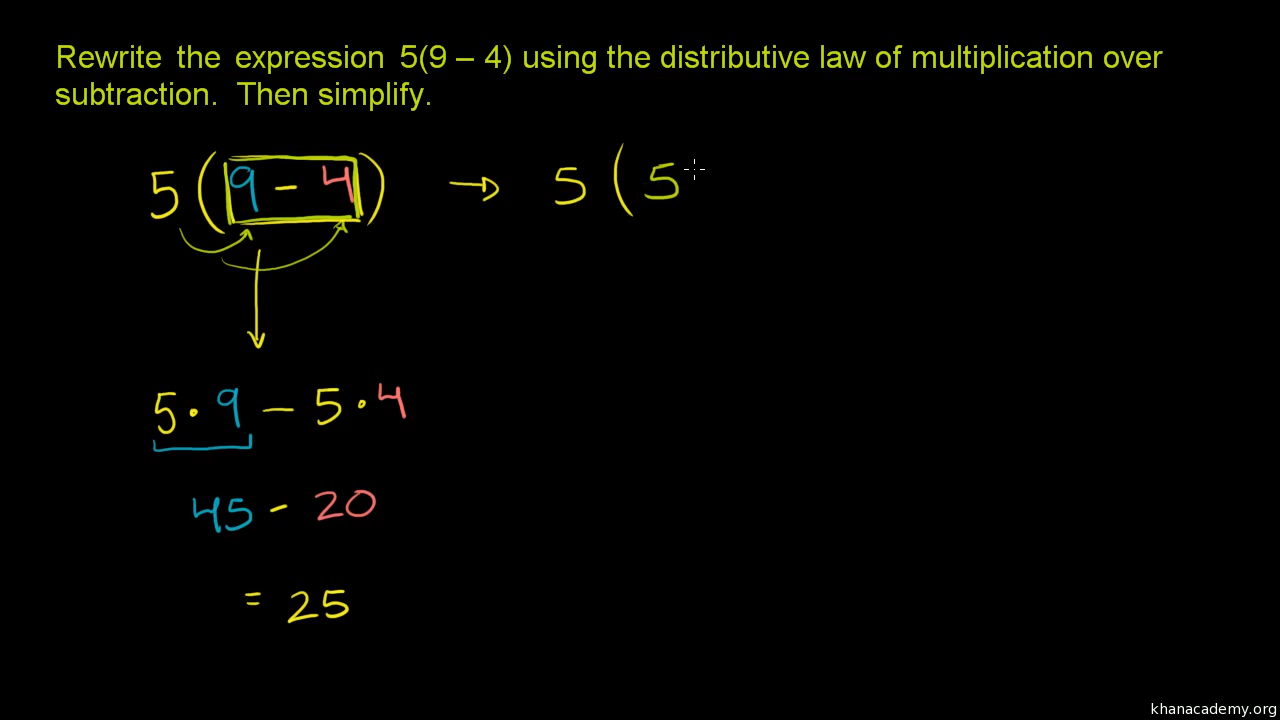 Rewrite the expression 5(9 – 4) using the distributive law of multiplication over
subtraction. Then simplify.
5 (9 - 4) → 5 (5
5 · 9 - 5 · 4
45 - 20
= 25
khanacademy.org